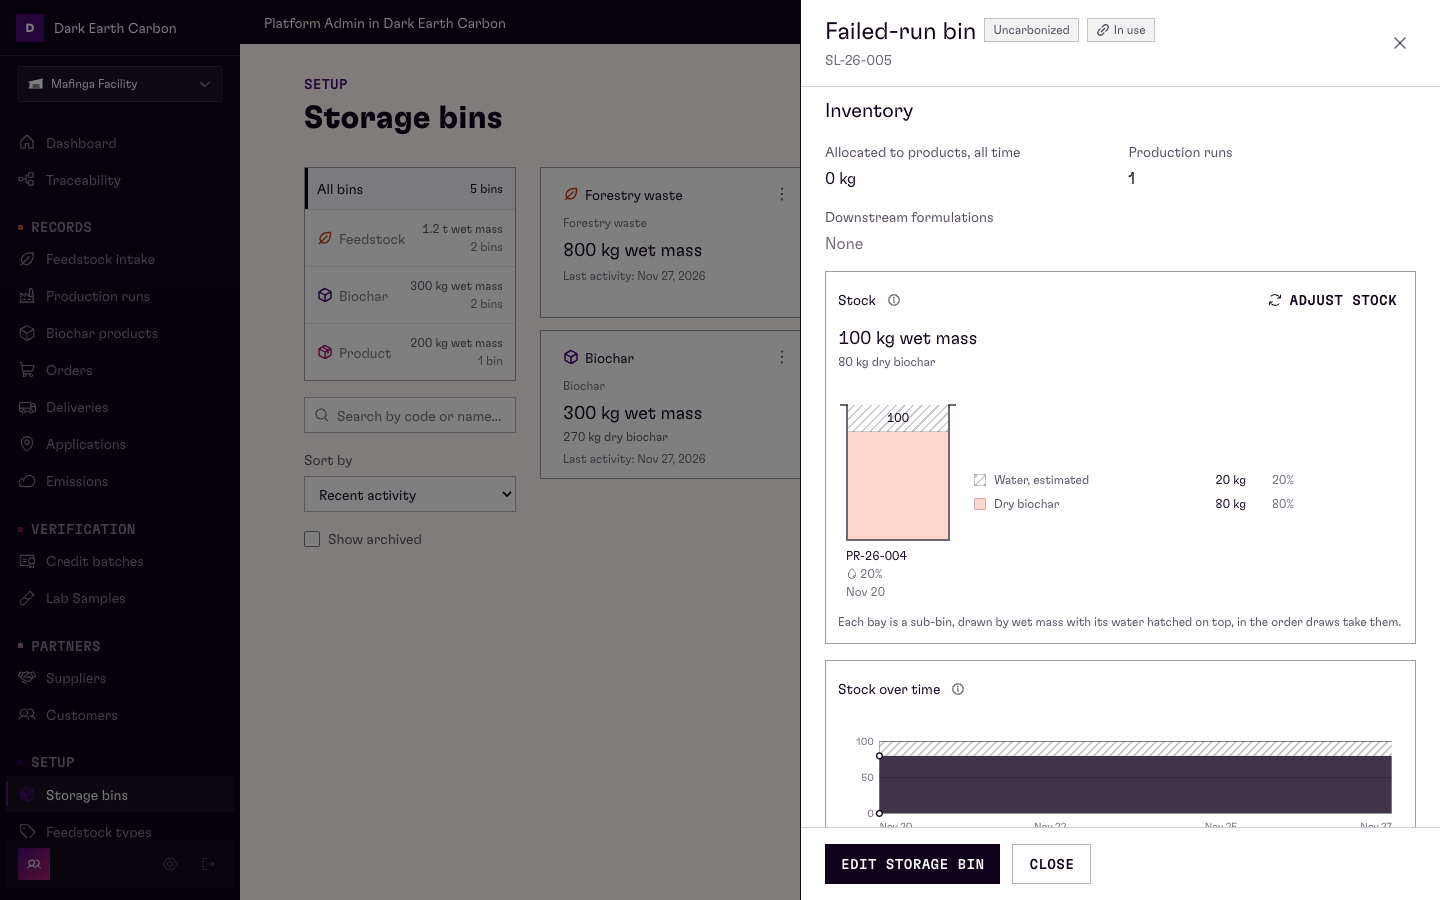 D Dark Earth Carbon
Mafinga Facility
Dashboard
Traceability
RECORDS
Feedstock intake
Production runs
Biochar products
Orders
Deliveries
Applications
Emissions
VERIFICATION
Credit batches
Lab Samples
PARTNERS
Suppliers
Customers
SETUP
Storage bins
Feedstock types
Platform Admin in Dark Earth Carbon
SETUP
Storage bins
All bins 5 bins
Feedstock 1.2 t wet mass
2 bins
Biochar 300 kg wet mass
2 bins
Product 200 kg wet mass
1 bin
Search by code or name...
Sort by
Recent activity
Show archived
Forestry waste
Forestry waste
800 kg wet mass
Last activity: Nov 27, 2026
Biochar
Biochar
300 kg wet mass
270 kg dry biochar
Last activity: Nov 27, 2026
Failed-run bin Uncarbonized In use
SL-26-005
Inventory
Allocated to products, all time Production runs
0 kg 1
Downstream formulations
None
Stock ADJUST STOCK
100 kg wet mass
80 kg dry biochar
100
Water, estimated 20 kg 20%
Dry biochar 80 kg 80%
PR-26-004
20%
Nov 20
Each bay is a sub-bin, drawn by wet mass with its water hatched on top, in the order draws take them.
Stock over time
100
50
0
Nov 20 Nov 22 Nov 25 Nov 27
EDIT STORAGE BIN CLOSE